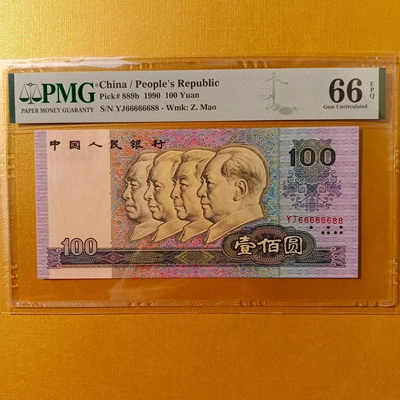 PMG
PAPER MONEY GUARANTY
China / People's Republic
Pick# 889b 1990 100 Yuan
S/N YJ66666688 - Wmk: Z. Mao
66 EPQ
Gem Uncirculated
中国人民银行
100
YJ66666688
100
壹佰圆